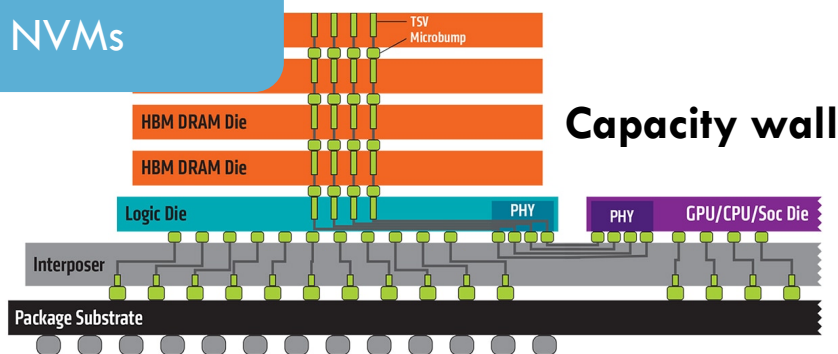 NVMs
TSV
Microbump
HBM DRAM Die
Capacity wall
HBM DRAM Die
Logic Die
PHY
PHY
GPU/CPU/Soc Die
Interposer
Package Substrate